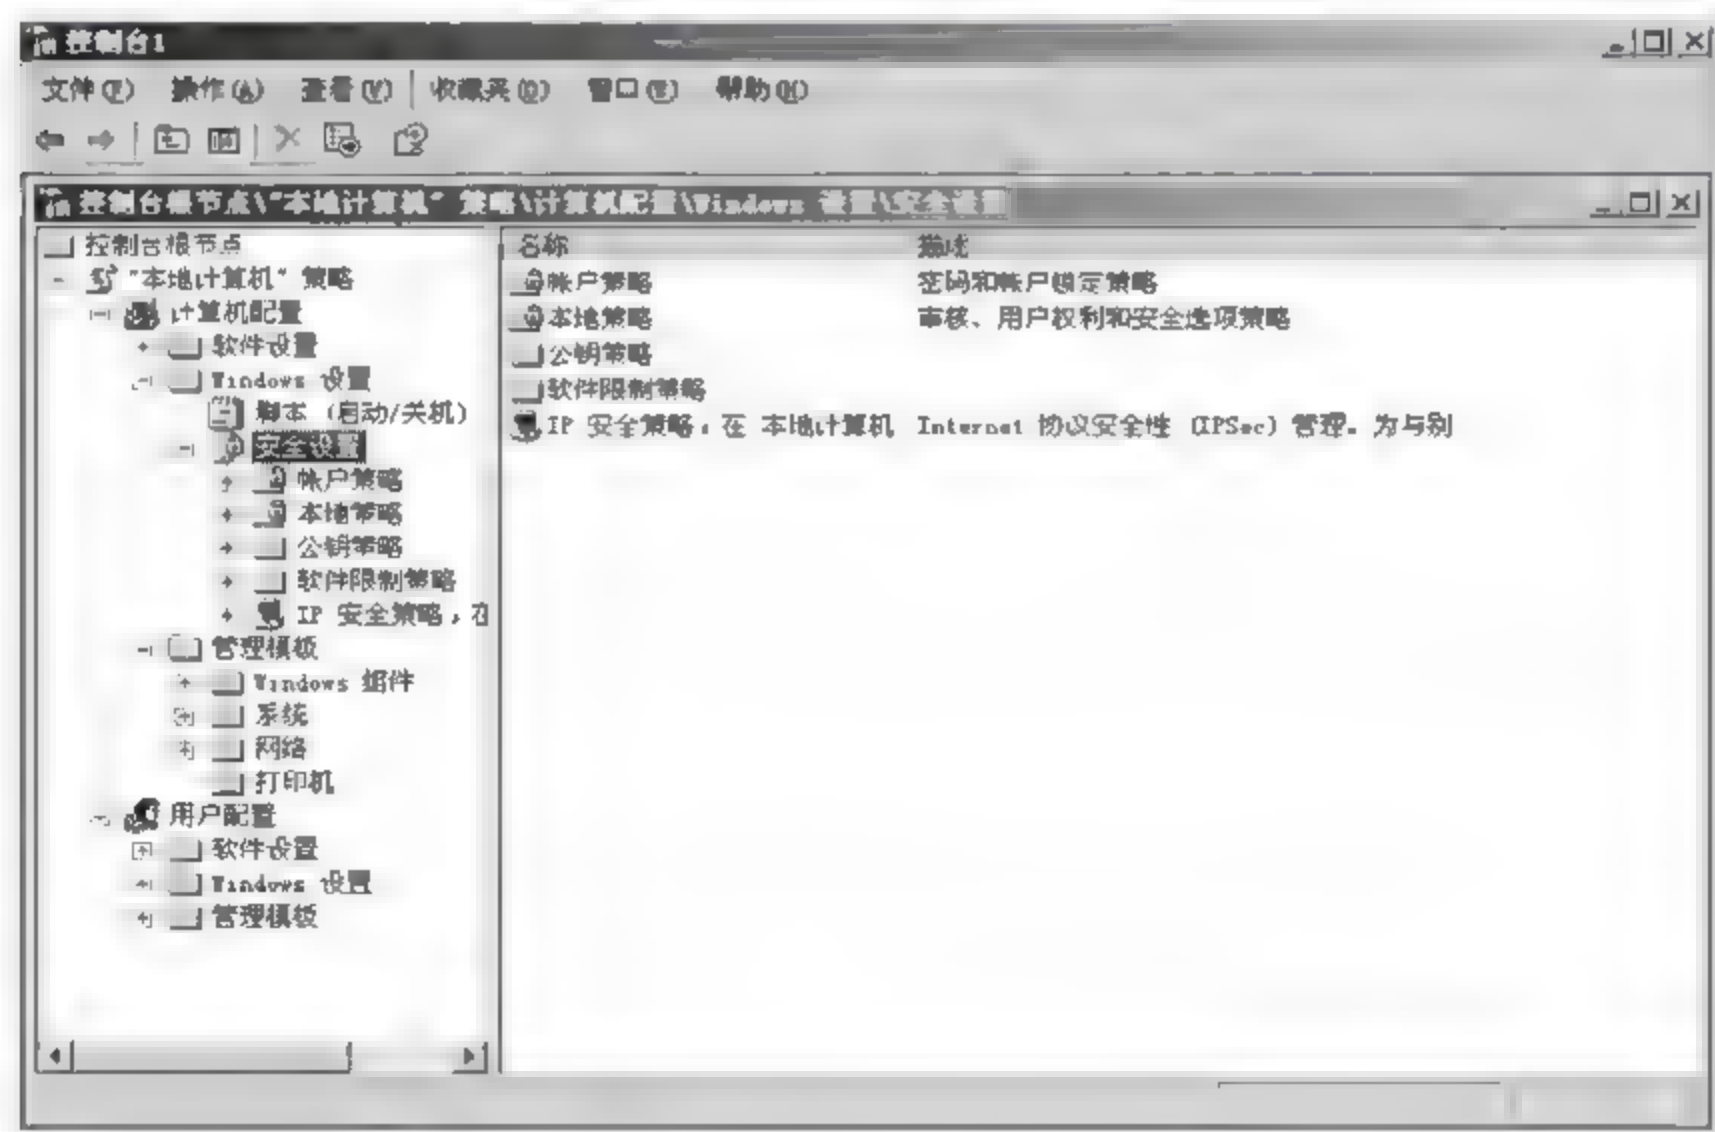 控制台1
文件(F) 操作(A) 查看(V) 收藏夹(O) 窗口(W) 帮助(H)
控制台根节点\"本地计算机" 策略\计算机配置\Windows 设置\安全设置
控制台根节点
"本地计算机" 策略
计算机配置
软件设置
Windows 设置
脚本 (启动/关机)
安全设置
帐户策略
本地策略
公钥策略
软件限制策略
IP 安全策略，在
管理模板
Windows 组件
系统
网络
打印机
用户配置
软件设置
Windows 设置
管理模板
名称 描述
帐户策略 密码和帐户锁定策略
本地策略 审核、用户权利和安全选项策略
公钥策略
软件限制策略
IP 安全策略，在 本地计算机 Internet 协议安全性 (IPSec) 管理。为与别